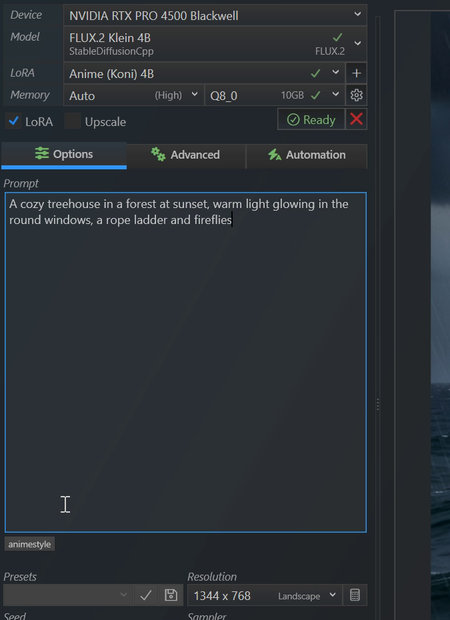 Device NVIDIA RTX PRO 4500 Blackwell
Model FLUX.2 Klein 4B
StableDiffusionCpp FLUX.2
LoRA Anime (Koni) 4B
Memory Auto (High) Q8_0 10GB
LoRA Upscale Ready
Options Advanced Automation
Prompt
A cozy treehouse in a forest at sunset, warm light glowing in the
round windows, a rope ladder and fireflies
animestyle
Presets Resolution
1344 x 768 Landscape
Seed Sampler